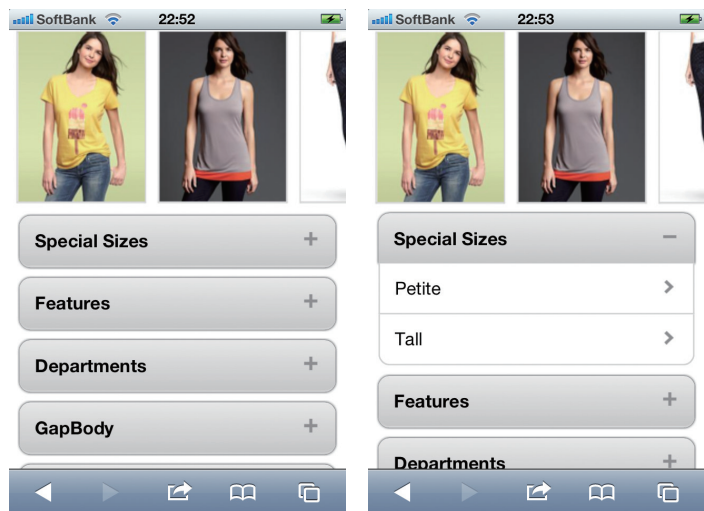 SoftBank 22:52
Special Sizes
Features
Departments
GapBody
SoftBank 22:53
Special Sizes
Petite
Tall
Features
Departments